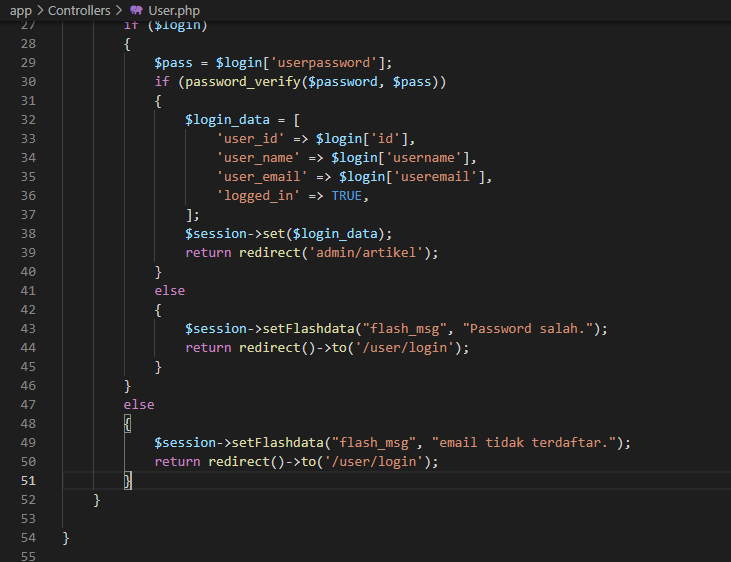 app > Controllers > User.php
27 if ($login)
28 {
29 $pass = $login['userpassword'];
30 if (password_verify($password, $pass))
31 {
32 $login_data = [
33 'user_id' => $login['id'],
34 'user_name' => $login['username'],
35 'user_email' => $login['useremail'],
36 'logged_in' => TRUE,
37 ];
38 $session->set($login_data);
39 return redirect('admin/artikel');
40 }
41 else
42 {
43 $session->setFlashdata("flash_msg", "Password salah.");
44 return redirect()->to('/user/login');
45 }
46 }
47 else
48 {
49 $session->setFlashdata("flash_msg", "email tidak terdaftar.");
50 return redirect()->to('/user/login');
51 }
52 }
53
54 }
55